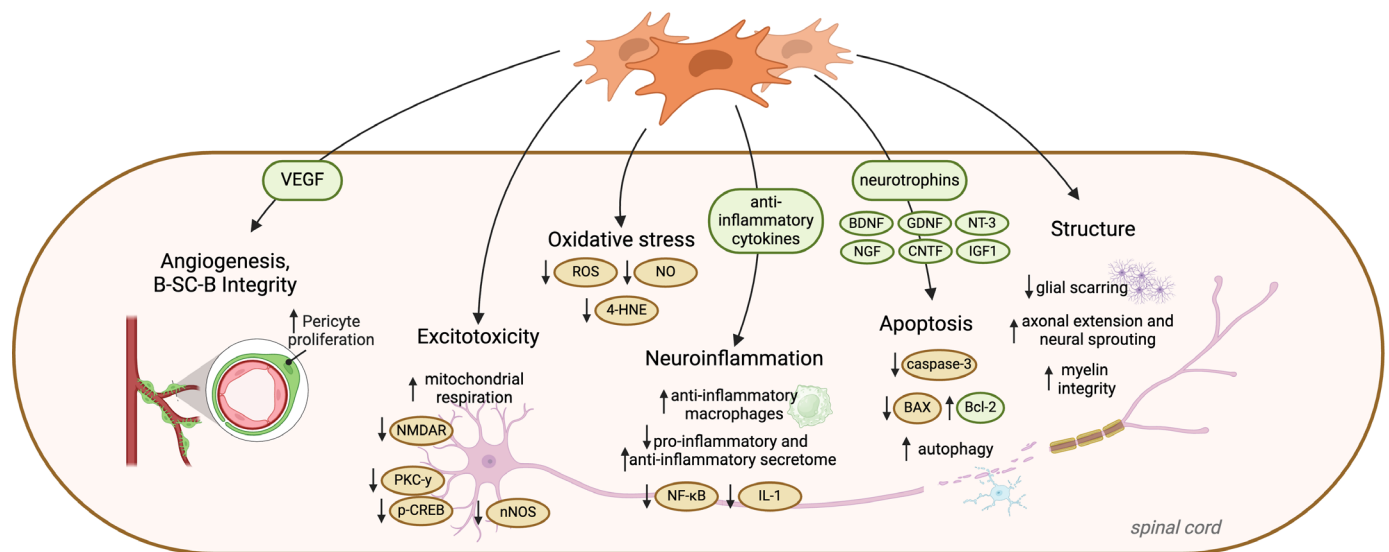 VEGF
Angiogenesis,
B-SC-B Integrity
Pericyte
proliferation
Excitotoxicity
mitochondrial
respiration
NMDAR
PKC-y
p-CREB
nNOS
Oxidative stress
ROS
NO
4-HNE
anti-
inflammatory
cytokines
Neuroinflammation
anti-inflammatory
macrophages
pro-inflammatory and
anti-inflammatory secretome
NF-κB
IL-1
neurotrophins
BDNF
GDNF
NT-3
NGF
CNTF
IGF1
Apoptosis
caspase-3
BAX
Bcl-2
autophagy
Structure
glial scarring
axonal extension and
neural sprouting
myelin
integrity
spinal cord